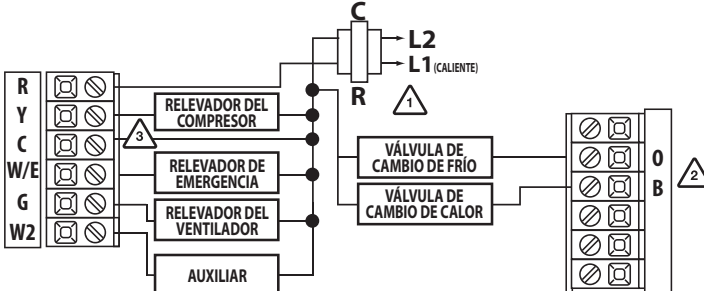 C
L2
L1 (CALIENTE)
R
1
R
Y
C
W/E
G
W2
3
RELEVADOR DEL
COMPRESOR
RELEVADOR DE
EMERGENCIA
RELEVADOR DEL
VENTILADOR
AUXILIAR
VÁLVULA DE
CAMBIO DE FRÍO
VÁLVULA DE
CAMBIO DE CALOR
O
B
2